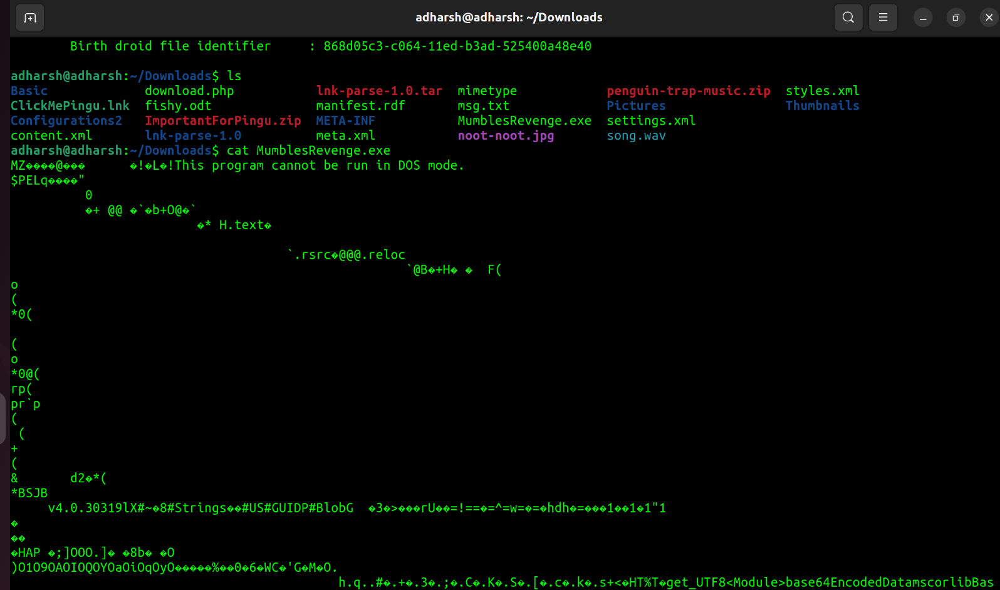 adharsh@adharsh: ~/Downloads
Birth droid file identifier : 868d05c3-c064-11ed-b3ad-525400a48e40
adharsh@adharsh:~/Downloads$ ls
Basic download.php lnk-parse-1.0.tar mimetype penguin-trap-music.zip styles.xml
ClickMePingu.lnk fishy.odt manifest.rdf msg.txt Pictures Thumbnails
Configurations2 ImportantForPingu.zip META-INF MumblesRevenge.exe settings.xml
content.xml lnk-parse-1.0 meta.xml noot-noot.jpg song.wav
adharsh@adharsh:~/Downloads$ cat MumblesRevenge.exe
MZ����@��� �!�L�!This program cannot be run in DOS mode.
$PELq����"
0
�+ @@ �`�b+O@�`
�* H.text�
`.rsrc�@@@.reloc
`@B�+H� � F(
o
(
*0(
(
o
*0@(
rp(
pr`p
(
(
+
(
& d2�*(
*BSJB
v4.0.30319lX#~�8#Strings��#US#GUIDP#BlobG �3�>���rU��=!==�=^=w=�=�hdh�=���1��1�1"1
�
��
�HAP �;]OOO.]� �8b� �O
)O1O9OAOIOQOYOaOiOqOyO�����%��0�6�WC�'G�M�O.
h.q..#�.+�.3�.;�.C�.K�.S�.[�.c�.k�.s+<�HT%T�get_UTF8<Module>base64EncodedDatamscorlibBas